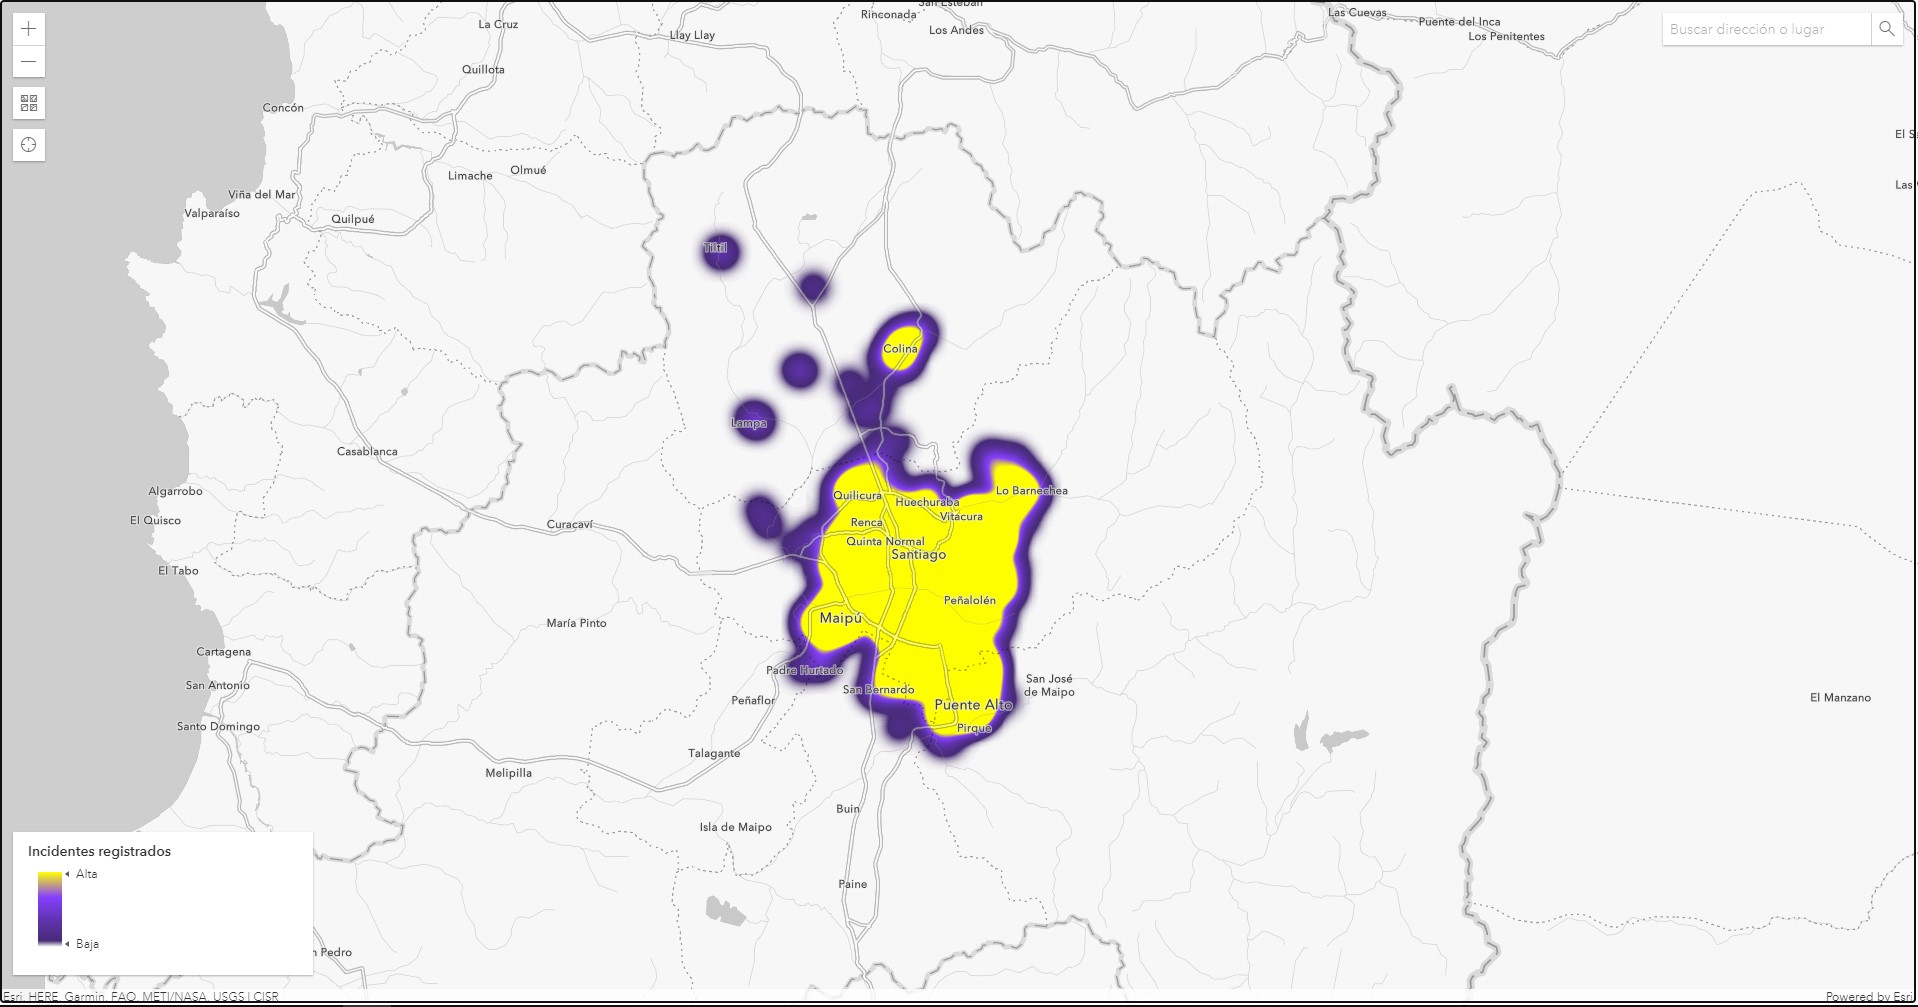 San Esteban
Rinconada
Las Cuevas
Puente del Inca
La Cruz
Buscar dirección o lugar
Los Andes
Llay Llay
Los Penitentes
Quillota
Concón
El S
Olmué
Limache
Las
Viña del Mar
Valparaíso
Quilpué
Tiltil
Colina
Lampa
Casablanca
Algarrobo
Lo Barnechea
Quilicura
Huechuraba
Vitacura
El Quisco
Curacaví
Renca
Quinta Normal
Santiago
El Tabo
Peñalolén
Maipú
María Pinto
Cartagena
Padre Hurtado
San José
de Maipo
San Antonio
San Bernardo
El Manzano
Peñaflor
Puente Alto
Santo Domingo
Pirque
Talagante
Melipilla
Buin
Isla de Maipo
Incidentes registrados
Alta
Paine
Baja
n Pedro
Esri, HERE, Garmin, FAO, METI/NASA, USGS | CISR
Powered by Esri